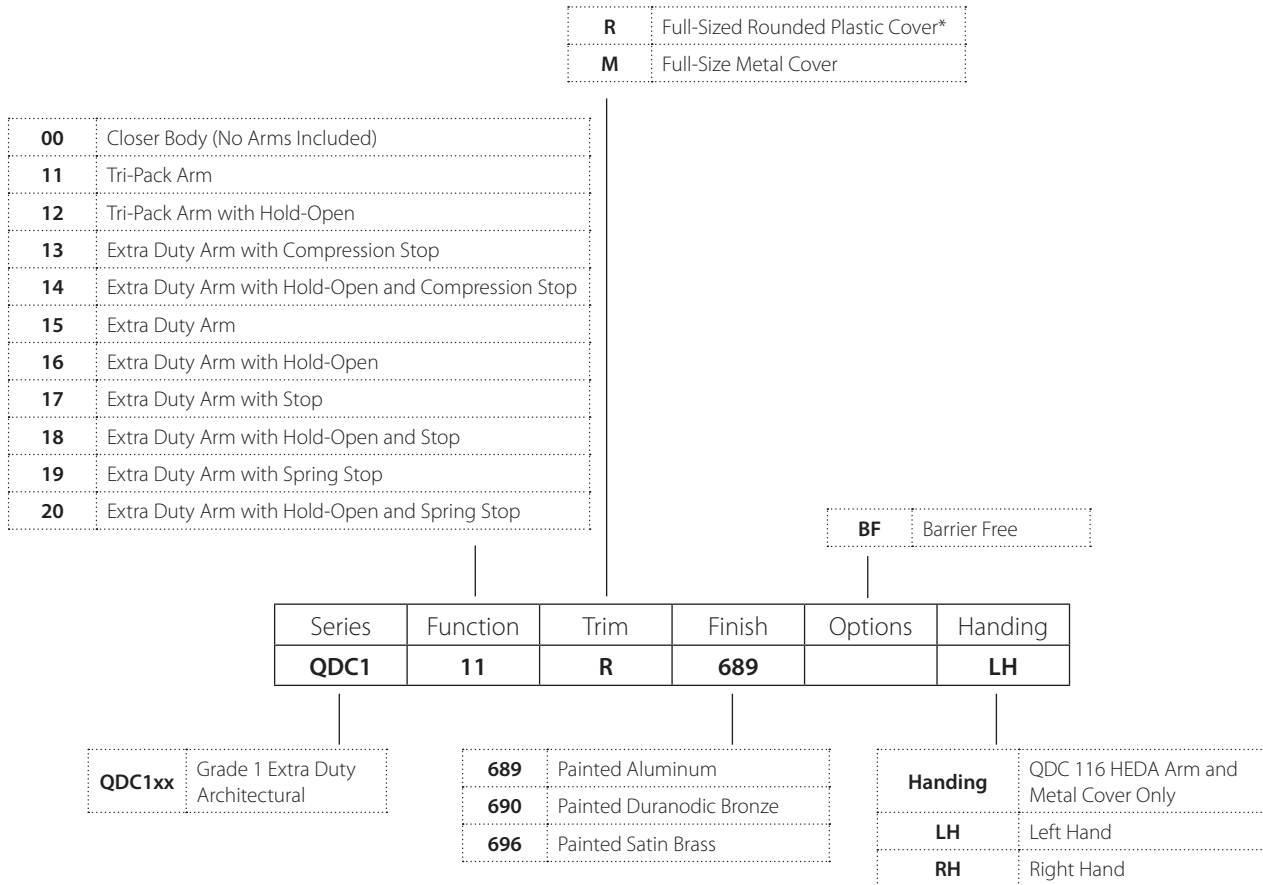 R Full-Sized Rounded Plastic Cover*
M Full-Size Metal Cover
00 Closer Body (No Arms Included)
11 Tri-Pack Arm
12 Tri-Pack Arm with Hold-Open
13 Extra Duty Arm with Compression Stop
14 Extra Duty Arm with Hold-Open and Compression Stop
15 Extra Duty Arm
16 Extra Duty Arm with Hold-Open
17 Extra Duty Arm with Stop
18 Extra Duty Arm with Hold-Open and Stop
19 Extra Duty Arm with Spring Stop
20 Extra Duty Arm with Hold-Open and Spring Stop
BF Barrier Free
Series Function Trim Finish Options Handing
QDC1 11 R 689 LH
QDC1xx Grade 1 Extra Duty
Architectural
689 Painted Aluminum
690 Painted Duranodic Bronze
696 Painted Satin Brass
Handing QDC 116 HEDA Arm and
Metal Cover Only
LH Left Hand
RH Right Hand